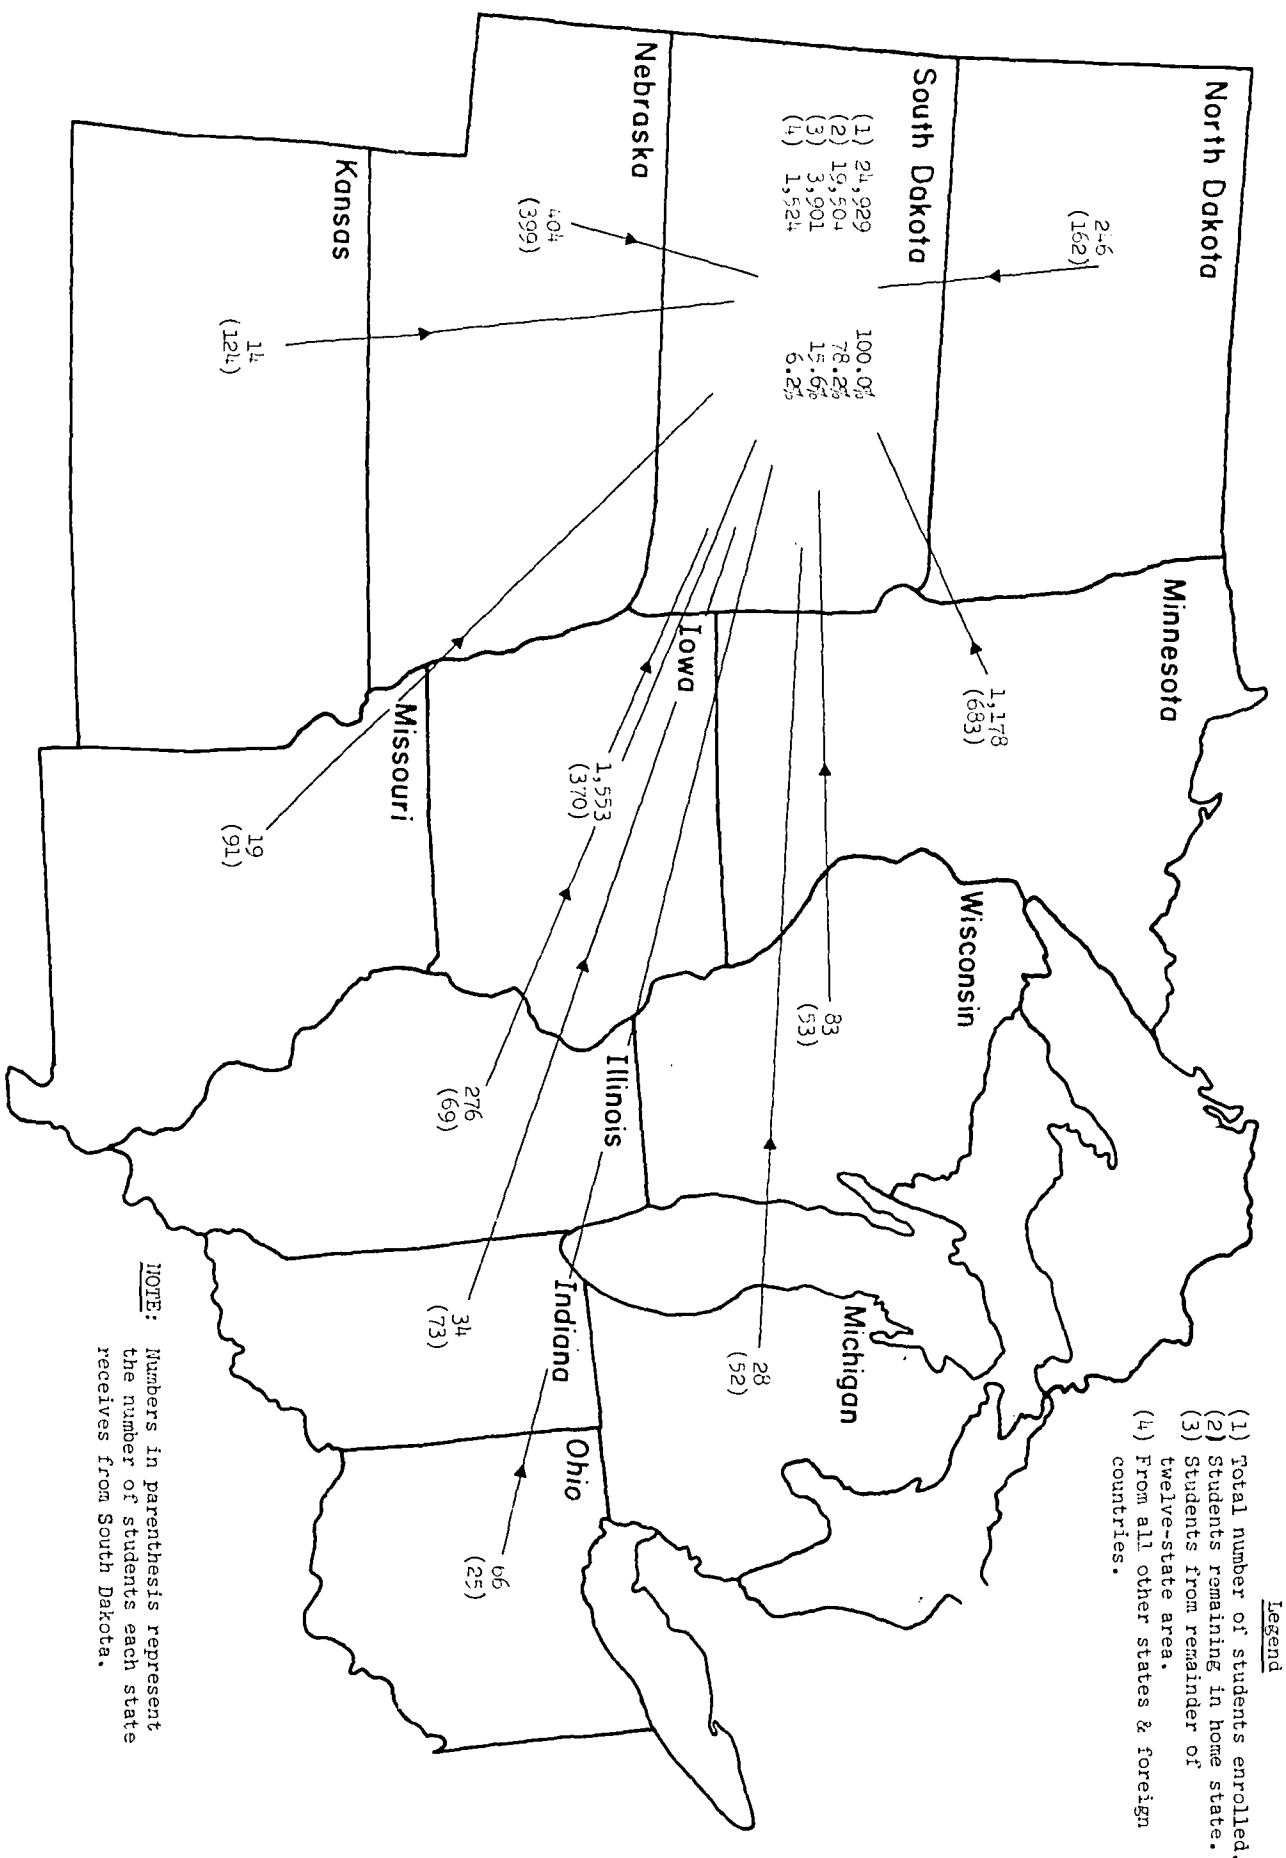 Legend
(1) Total number of students enrolled.
(2) Students remaining in home state.
(3) Students from remainder of
twelve-state area.
(4) From all other states & foreign
countries.
North Dakota
246
(162)
Minnesota
1,178
(683)
South Dakota
(1) 24,929 100.0%
(2) 19,504 78.2%
(3) 3,901 15.6%
(4) 1,524 6.2%
Wisconsin
83
(53)
Michigan
28
(52)
Nebraska
404
(399)
Iowa
1,553
(370)
Illinois
276
(69)
Indiana
34
(73)
Ohio
66
(25)
Kansas
14
(124)
Missouri
19
(91)
NOTE: Numbers in parenthesis represent
the number of students each state
receives from South Dakota.